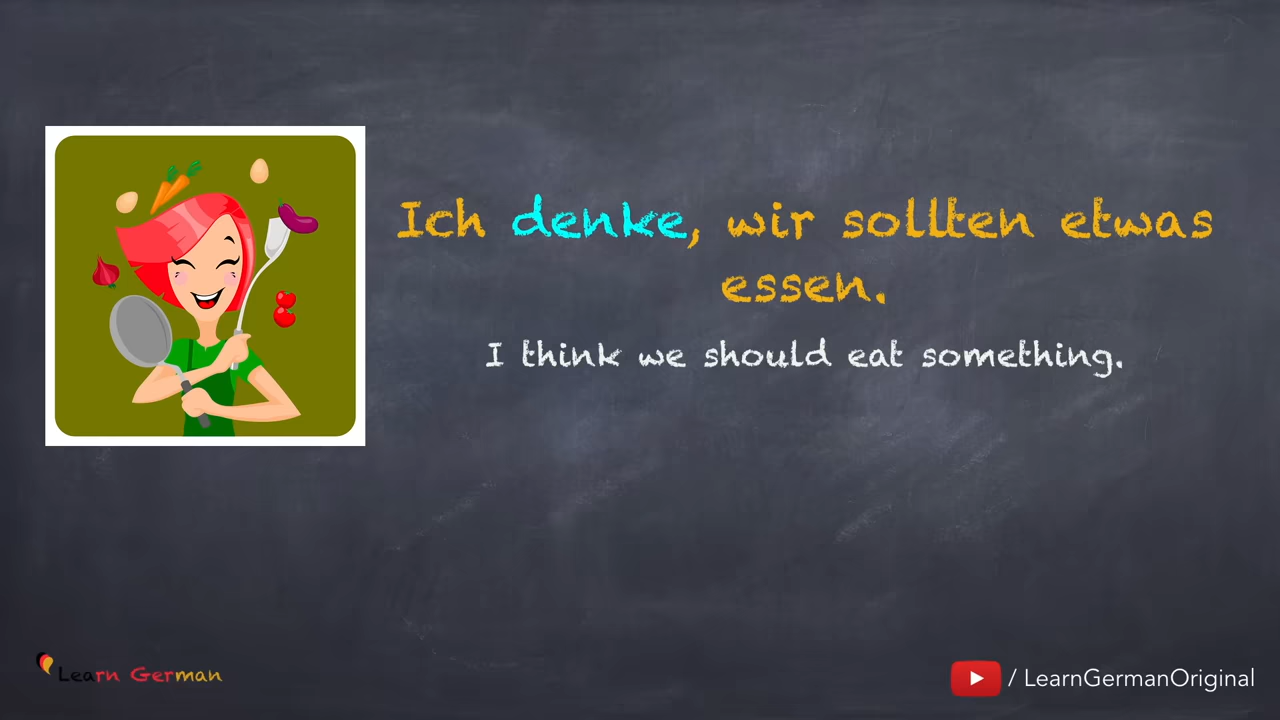 Ich denke, wir sollten etwas
essen.
I think we should eat something.
Learn German
/ LearnGermanOriginal